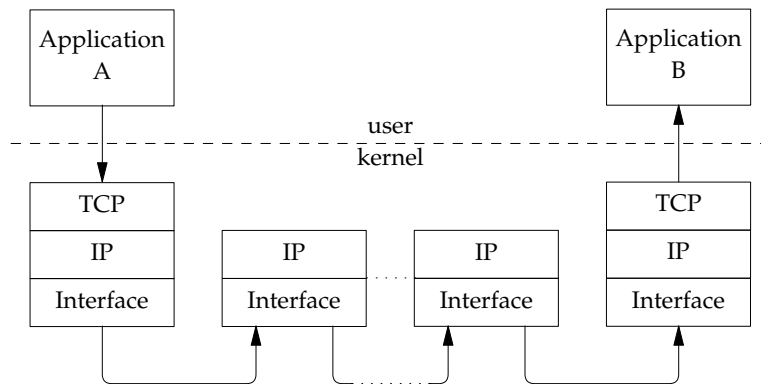 Application
A
Application
B
user
kernel
TCP
IP
Interface
IP
Interface
IP
Interface
TCP
IP
Interface